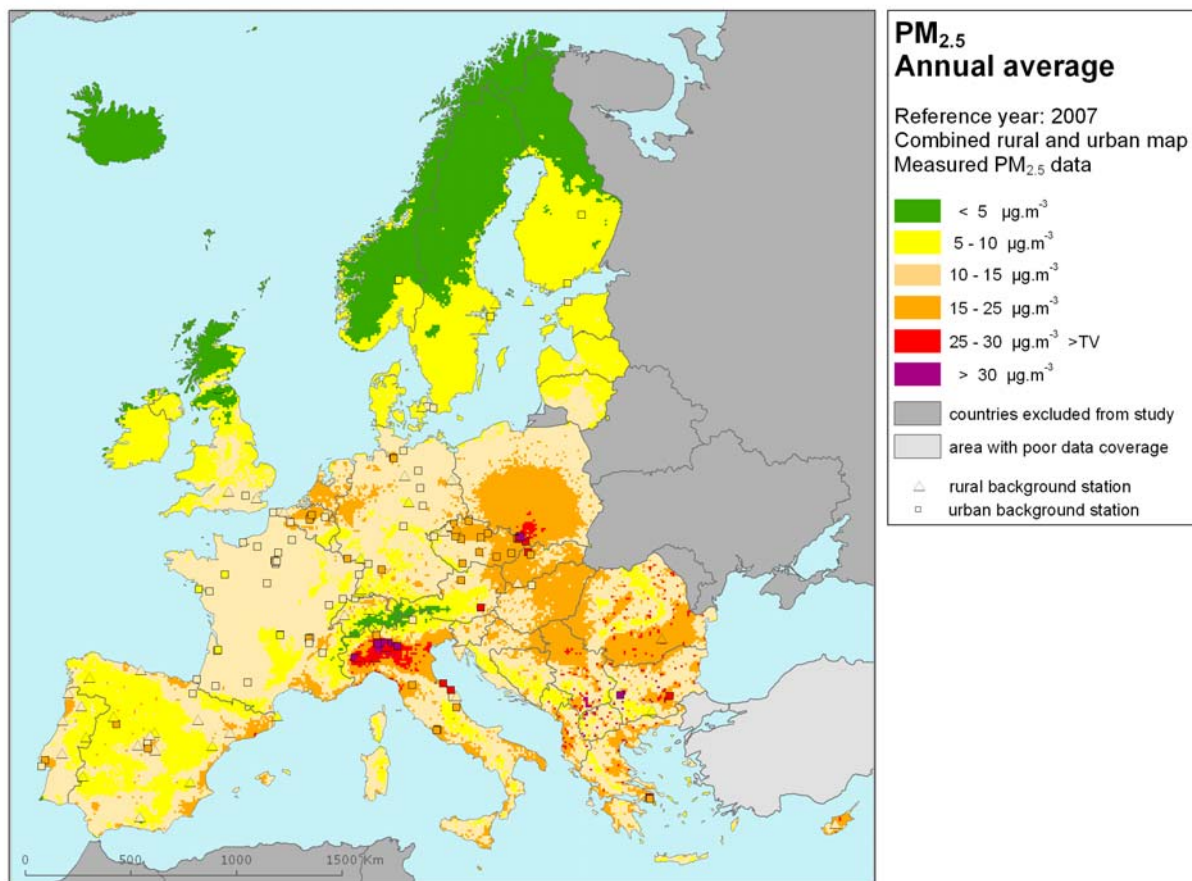 PM₂.₅
Annual average
Reference year: 2007
Combined rural and urban map
Measured PM₂.₅ data
< 5 µg.m⁻³
5 - 10 µg.m⁻³
10 - 15 µg.m⁻³
15 - 25 µg.m⁻³
25 - 30 µg.m⁻³ >TV
> 30 µg.m⁻³
countries excluded from study
area with poor data coverage
rural background station
urban background station
0 500 1000 1500 Km